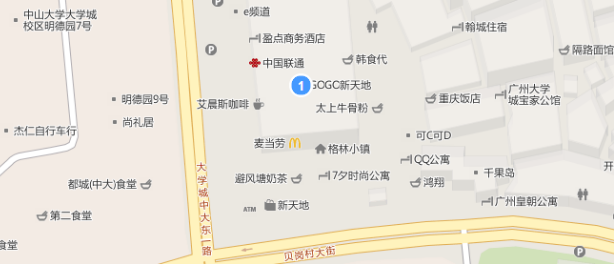 中山大学大学城
校区明德园7号
e频道
P
盈点商务酒店
翰城住宿
隔路面馆
P
中国联通
韩食代
1
GOGO新天地
明德园9号
艾晨斯咖啡
太上牛骨粉
重庆饭店
广州大学
城宝家公馆
尚礼居
杰仁自行车行
麦当劳
格林小镇
可C可D
QQ公寓
千果岛
开
都城(中大)食堂
避风塘奶茶
17夕时尚公寓
鸿翔
第二食堂
ATM
新天地
广州皇朝公寓
大学城中大东一路
食堂
贝岗村大街
P